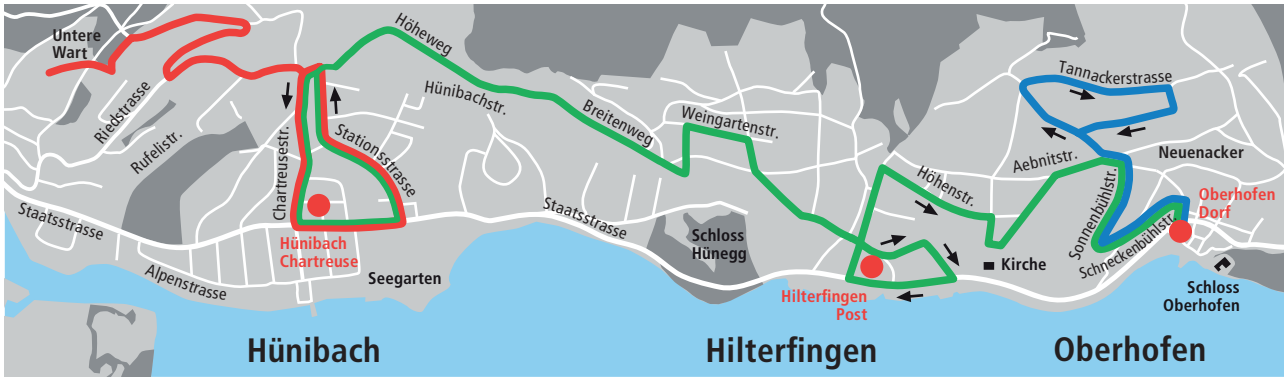 Untere
Wart
Riedstrasse
Rufelistr.
Staatsstrasse
Alpenstrasse
Chartreusestr.
Stationsstrasse
Hünibach
Chartreuse
Seegarten
Höheweg
Hünibachstr.
Breitenweg
Weingartenstr.
Staatsstrasse
Schloss
Hünegg
Hilterfingen
Post
Höhenstr.
Kirche
Aebnitstr.
Tannackerstrasse
Neuenacker
Sonnenbühlstr.
Schneckenbühlstr.
Oberhofen
Dorf
Schloss
Oberhofen
Hünibach
Hilterfingen
Oberhofen